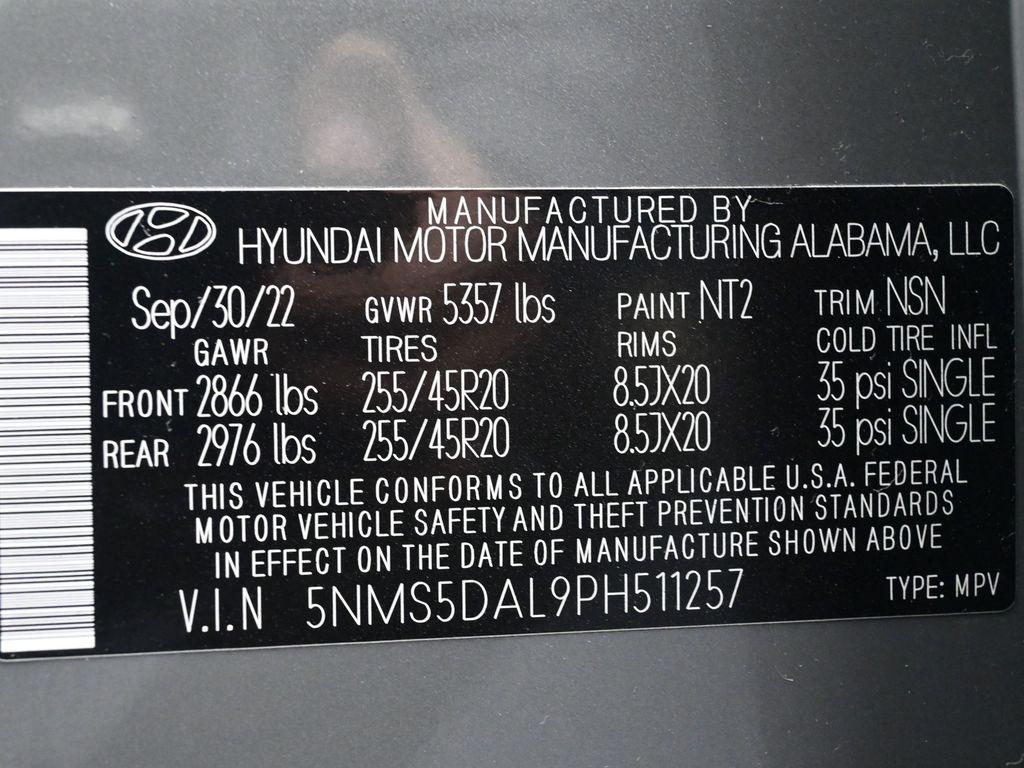 MANUFACTURED BY
HYUNDAI MOTOR MANUFACTURING ALABAMA, LLC
Sep/30/22 GVWR 5357 lbs PAINT NT2 TRIM NSN
GAWR TIRES RIMS COLD TIRE INFL
FRONT 2866 lbs 255/45R20 8.5JX20 35 psi SINGLE
REAR 2976 lbs 255/45R20 8.5JX20 35 psi SINGLE
THIS VEHICLE CONFORMS TO ALL APPLICABLE U.S.A. FEDERAL
MOTOR VEHICLE SAFETY AND THEFT PREVENTION STANDARDS
IN EFFECT ON THE DATE OF MANUFACTURE SHOWN ABOVE
V.I.N 5NMS5DAL9PH511257 TYPE: MPV